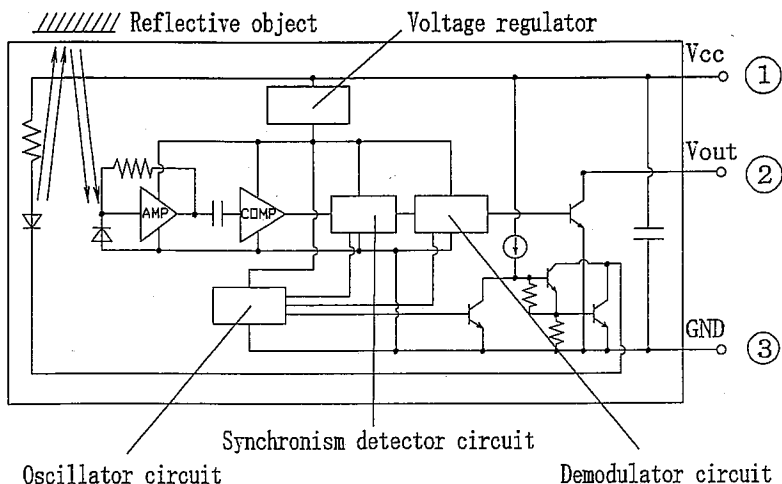 Reflective object
Voltage regulator
Vcc
①
Vout
②
AMP
COMP
GND
③
Synchronism detector circuit
Oscillator circuit
Demodulator circuit